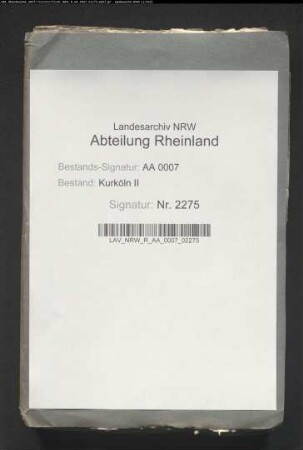 Landesarchiv NRW
Abteilung Rheinland
Bestands-Signatur: AA 0007
Bestand: Kurköln II
Signatur: Nr. 2275
LAV_NRW_R_AA_0007_02275